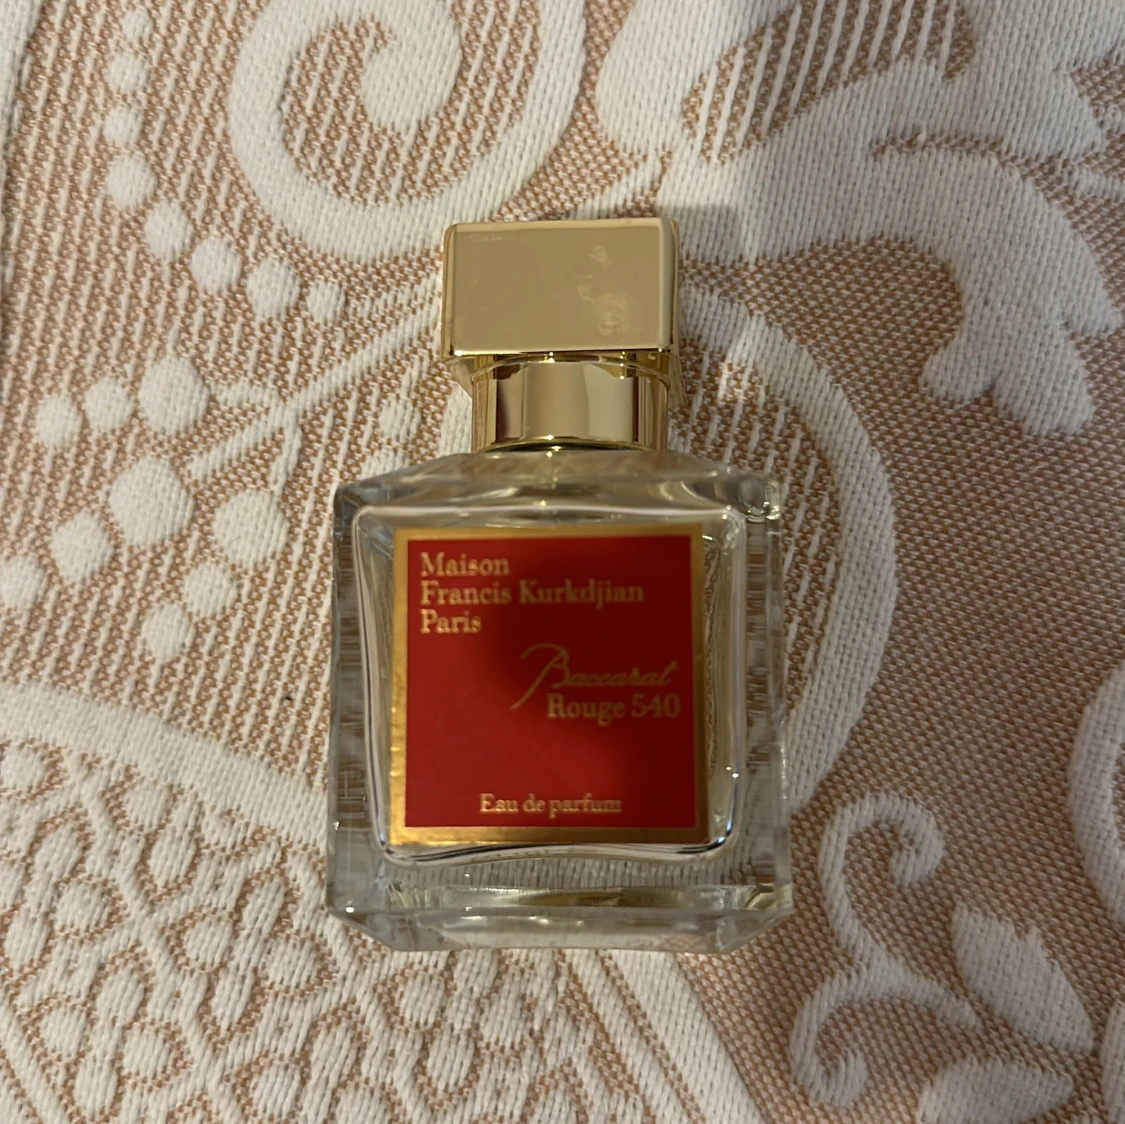 Maison
Francis Kurkdjian
Paris
Baccarat
Rouge 540
Eau de parfum